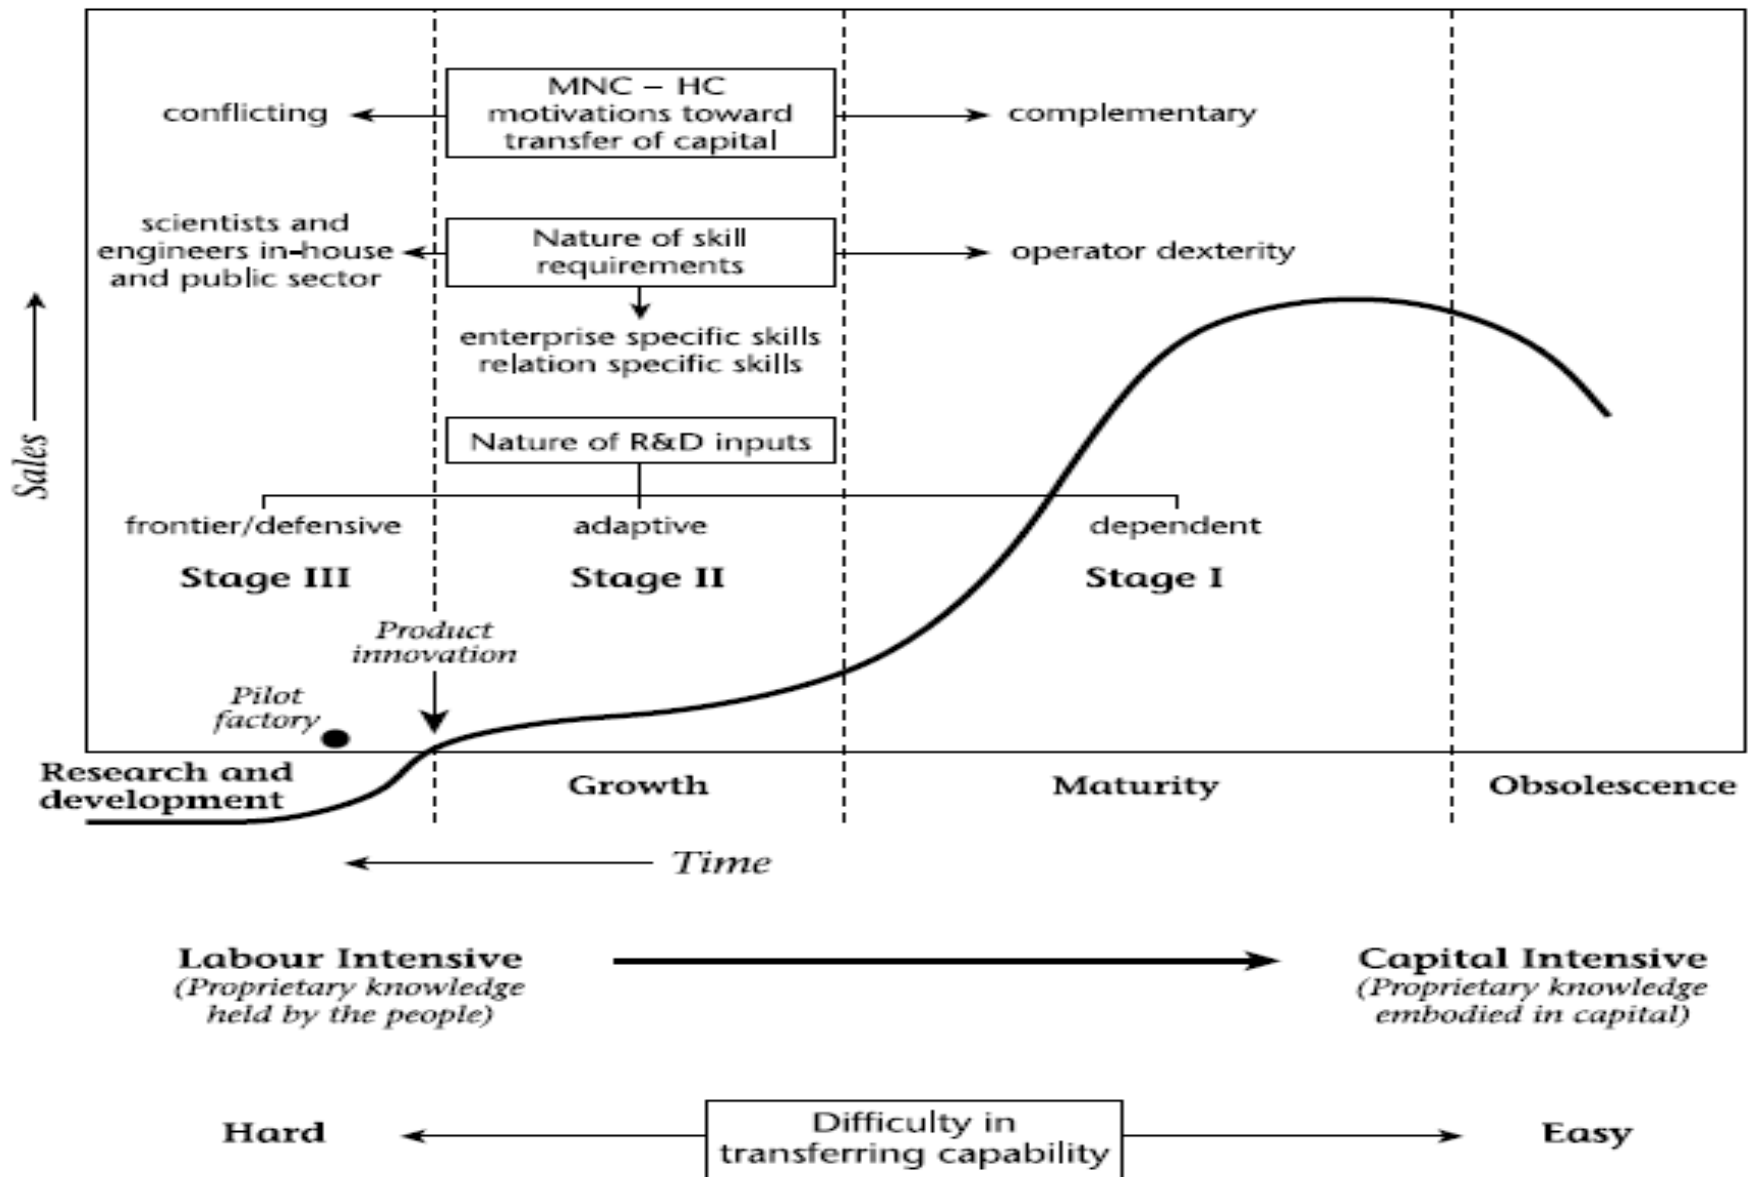 MNC – HC
motivations toward
transfer of capital
conflicting
complementary
scientists and
engineers in-house
and public sector
Nature of skill
requirements
operator dexterity
enterprise specific skills
relation specific skills
Nature of R&D inputs
frontier/defensive
adaptive
dependent
Stage III
Stage II
Stage I
Product
innovation
Pilot
factory
Sales
Research and
development
Growth
Maturity
Obsolescence
Time
Labour Intensive
(Proprietary knowledge
held by the people)
Capital Intensive
(Proprietary knowledge
embodied in capital)
Hard
Difficulty in
transferring capability
Easy